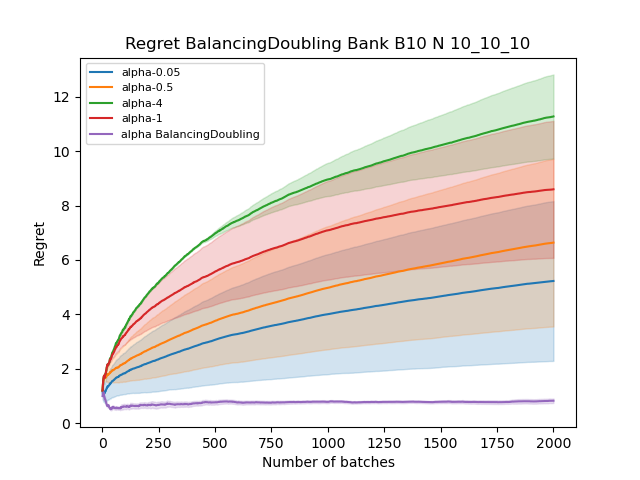 Regret BalancingDoubling Bank B10 N 10_10_10
alpha-0.05
alpha-0.5
alpha-4
alpha-1
alpha BalancingDoubling
12
10
8
6
4
2
0
Regret
0 250 500 750 1000 1250 1500 1750 2000
Number of batches